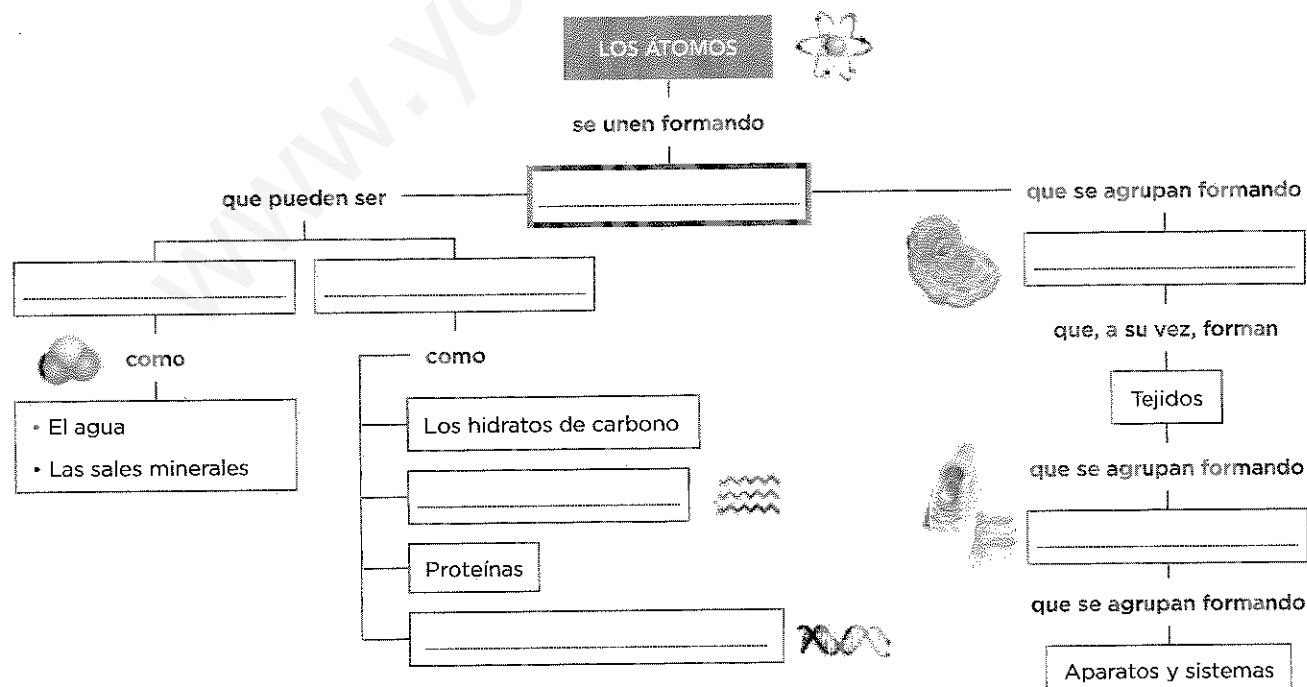 www.yo
LOS ÁTOMOS
se unen formando
que pueden ser
que se agrupan formando
que, a su vez, forman
como
como
Tejidos
• El agua
• Las sales minerales
Los hidratos de carbono
que se agrupan formando
Proteínas
que se agrupan formando
Aparatos y sistemas